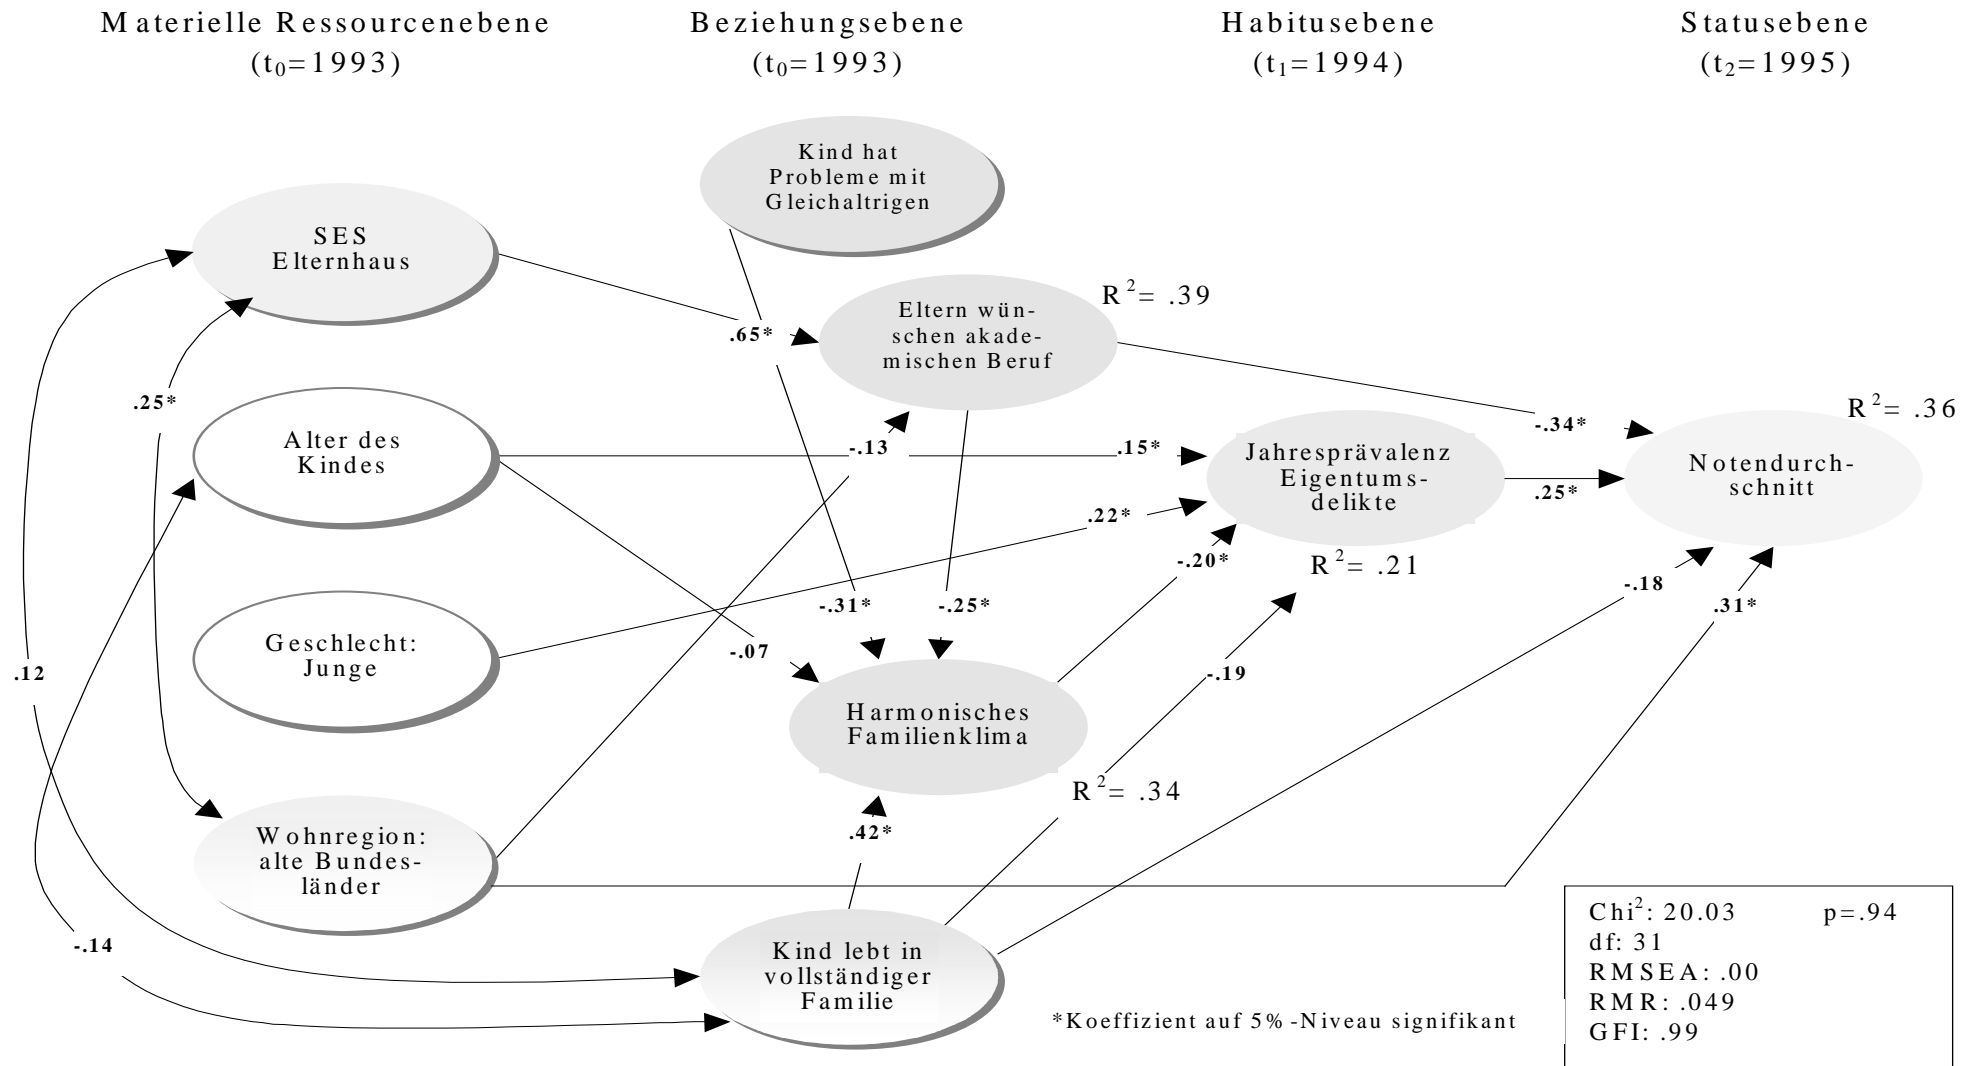 Materielle Ressourcenebene
(t₀=1993)
Beziehungsebene
(t₀=1993)
Habitusebene
(t₁=1994)
Statusebene
(t₂=1995)
Kind hat
Probleme mit
Gleichaltrigen
SES
Elternhaus
R²= .39
Eltern wün-
schen akade-
mischen Beruf
.65*
.25*
R²= .36
-.34*
Alter des
Kindes
-.13
.15*
Jahresprävalenz
Eigentums-
delikte
Notendurch-
schnitt
.25*
.22*
-.20*
R²= .21
-.18
.31*
-.31*
-.25*
Geschlecht:
Junge
-.07
.12
-.19
Harmonisches
Familienklima
R²= .34
.42*
Wohnregion:
alte Bundes-
länder
-.14
Kind lebt in
vollständiger
Familie
*Koeffizient auf 5%-Niveau signifikant
Chi²: 20.03 p=.94
df: 31
RMSEA: .00
RMR: .049
GFI: .99